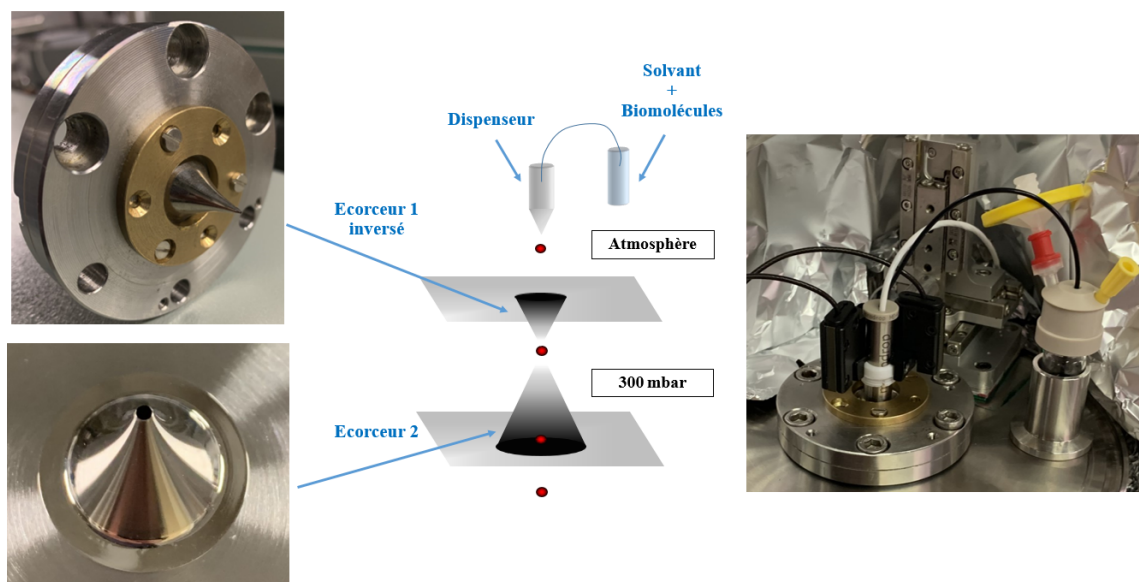 Solvant
+
Biomolécules
Dispenseur
Ecorceur 1
inversé
Atmosphère
300 mbar
Ecorceur 2